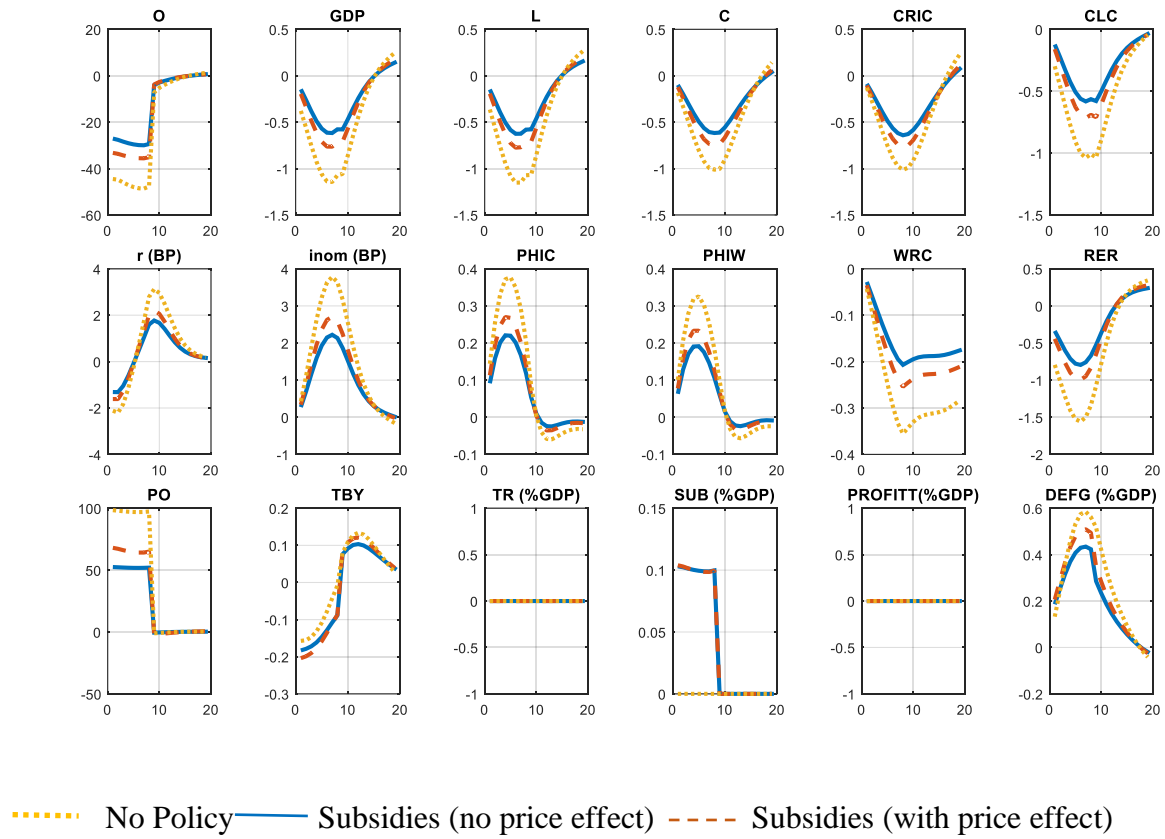 O GDP L C CRIC CLC
20 0.5 0.5 0.5 0.5 0.5
0 0 0 0 0 0
-20 -0.5 -0.5 -0.5 -0.5 -0.5
-40 -1 -1 -1 -1 -1
-60 -1.5 -1.5 -1.5 -1.5 -1.5
0 10 20 0 10 20 0 10 20 0 10 20 0 10 20 0 10 20
r (BP) inom (BP) PHIC PHIW WRC RER
4 4 0.4 0.4 0 0.5
2 3 0.3 0.3 -0.1 0
0 2 0.2 0.2 -0.2 -0.5
-2 1 0.1 0.1 -0.3 -1
-4 0 0 0 -0.4 -1.5
-1 -0.1 -0.1 -2
0 10 20 0 10 20 0 10 20 0 10 20 0 10 20 0 10 20
PO TBY TR (%GDP) SUB (%GDP) PROFITT(%GDP) DEFG (%GDP)
100 0.2 1 0.15 1 0.6
50 0.1 0.5 0.1 0.5 0.4
0 0 0 0.05 0 0.2
-50 -0.1 -0.5 0 -0.5 0
-0.2 -1 -1 0.2
-0.3
0 10 20 0 10 20 0 10 20 0 10 20 0 10 20 0 10 20
No Policy Subsidies (no price effect) Subsidies (with price effect)